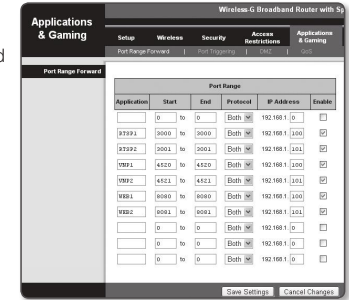 Wireless-G Broadband Router with Sp
Applications & Gaming
Setup Wireless Security Access Restrictions Applications & Gaming
Port Range Forward | Port Triggering | DMZ | QoS
Port Range Forward
Port Range
Application Start End Protocol IP Address Enable
0 to 0 Both 192.168.1. 0
RTSP1 3000 to 3000 Both 192.168.1. 100
RTSP2 3001 to 3001 Both 192.168.1. 101
VNP1 4520 to 4520 Both 192.168.1. 100
VNP2 4521 to 4521 Both 192.168.1. 101
WEB1 8080 to 8080 Both 192.168.1. 100
WEB2 8081 to 8081 Both 192.168.1. 101
0 to 0 Both 192.168.1. 0
0 to 0 Both 192.168.1. 0
0 to 0 Both 192.168.1. 0
Save Settings Cancel Changes